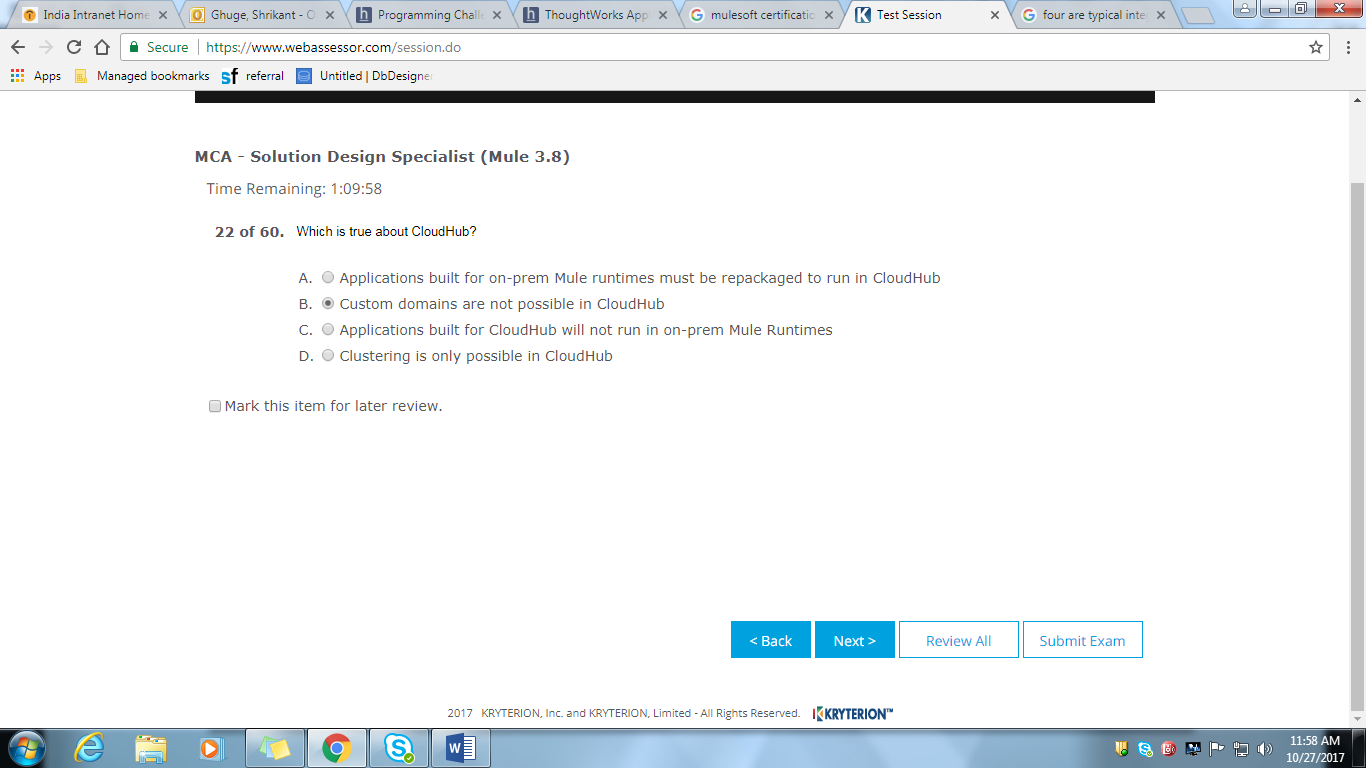 India Intranet Home
Ghuge, Shrikant - O
Programming Challe
ThoughtWorks App
mulesoft certificatio
Test Session
four are typical inte
Secure https://www.webassessor.com/session.do
Apps Managed bookmarks sf referral Untitled | DbDesigner
MCA - Solution Design Specialist (Mule 3.8)
Time Remaining: 1:09:58
22 of 60. Which is true about CloudHub?
A. Applications built for on-prem Mule runtimes must be repackaged to run in CloudHub
B. Custom domains are not possible in CloudHub
C. Applications built for CloudHub will not run in on-prem Mule Runtimes
D. Clustering is only possible in CloudHub
Mark this item for later review.
< Back Next > Review All Submit Exam
2017 KRYTERION, Inc. and KRYTERION, Limited - All Rights Reserved. KRYTERION™
11:58 AM
10/27/2017